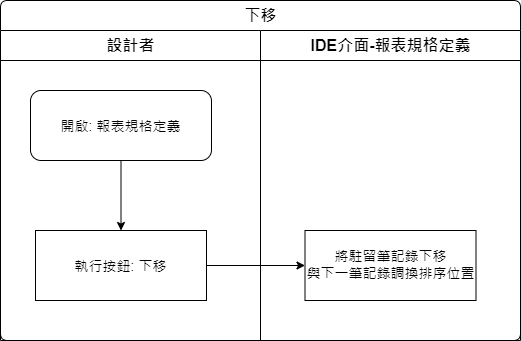 下移
設計者
IDE介面-報表規格定義
開啟: 報表規格定義
執行按鈕: 下移
將駐留筆記錄下移
與下一筆記錄調換排序位置